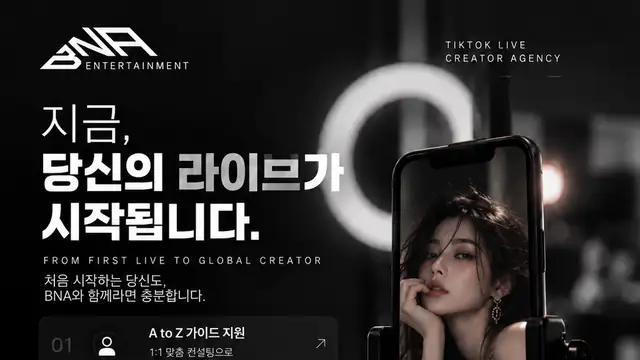 BNA
ENTERTAINMENT
TIKTOK LIVE
CREATOR AGENCY
지금,
당신의 라이브가
시작됩니다.
FROM FIRST LIVE TO GLOBAL CREATOR
처음 시작하는 당신도,
BNA와 함께라면 충분합니다.
01
A to Z 가이드 지원
1:1 맞춤 컨설팅으로